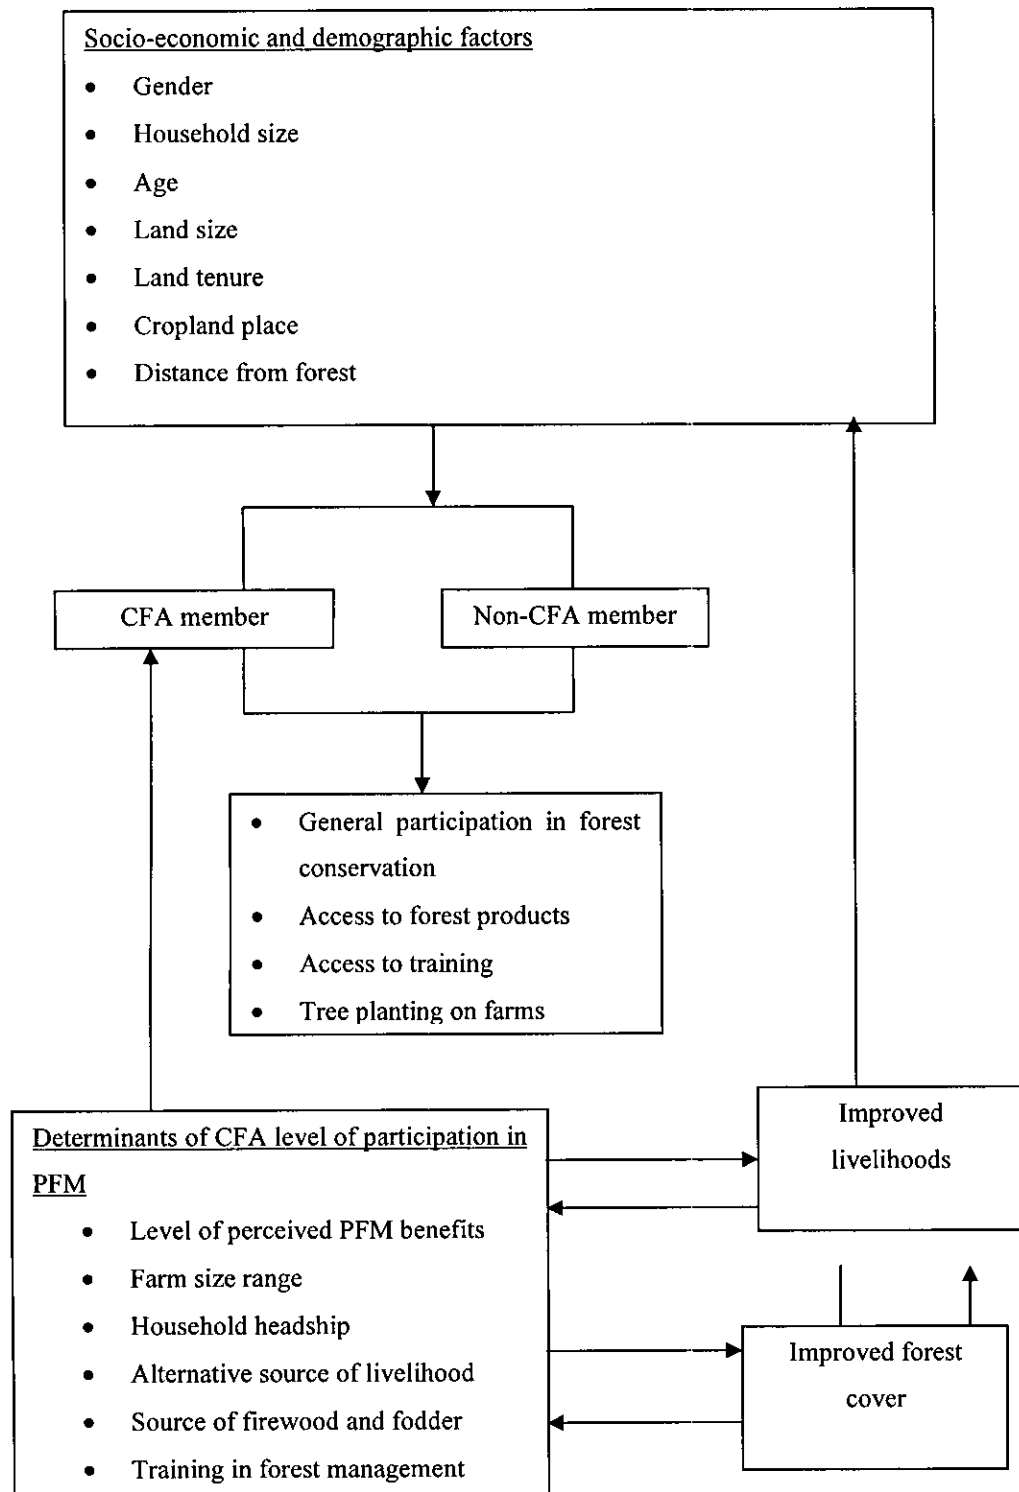 Socio-economic and demographic factors
• Gender
• Household size
• Age
• Land size
• Land tenure
• Cropland place
• Distance from forest
CFA member
Non-CFA member
• General participation in forest
conservation
• Access to forest products
• Access to training
• Tree planting on farms
Determinants of CFA level of participation in
PFM
• Level of perceived PFM benefits
• Farm size range
• Household headship
• Alternative source of livelihood
• Source of firewood and fodder
• Training in forest management
Improved
livelihoods
Improved forest
cover